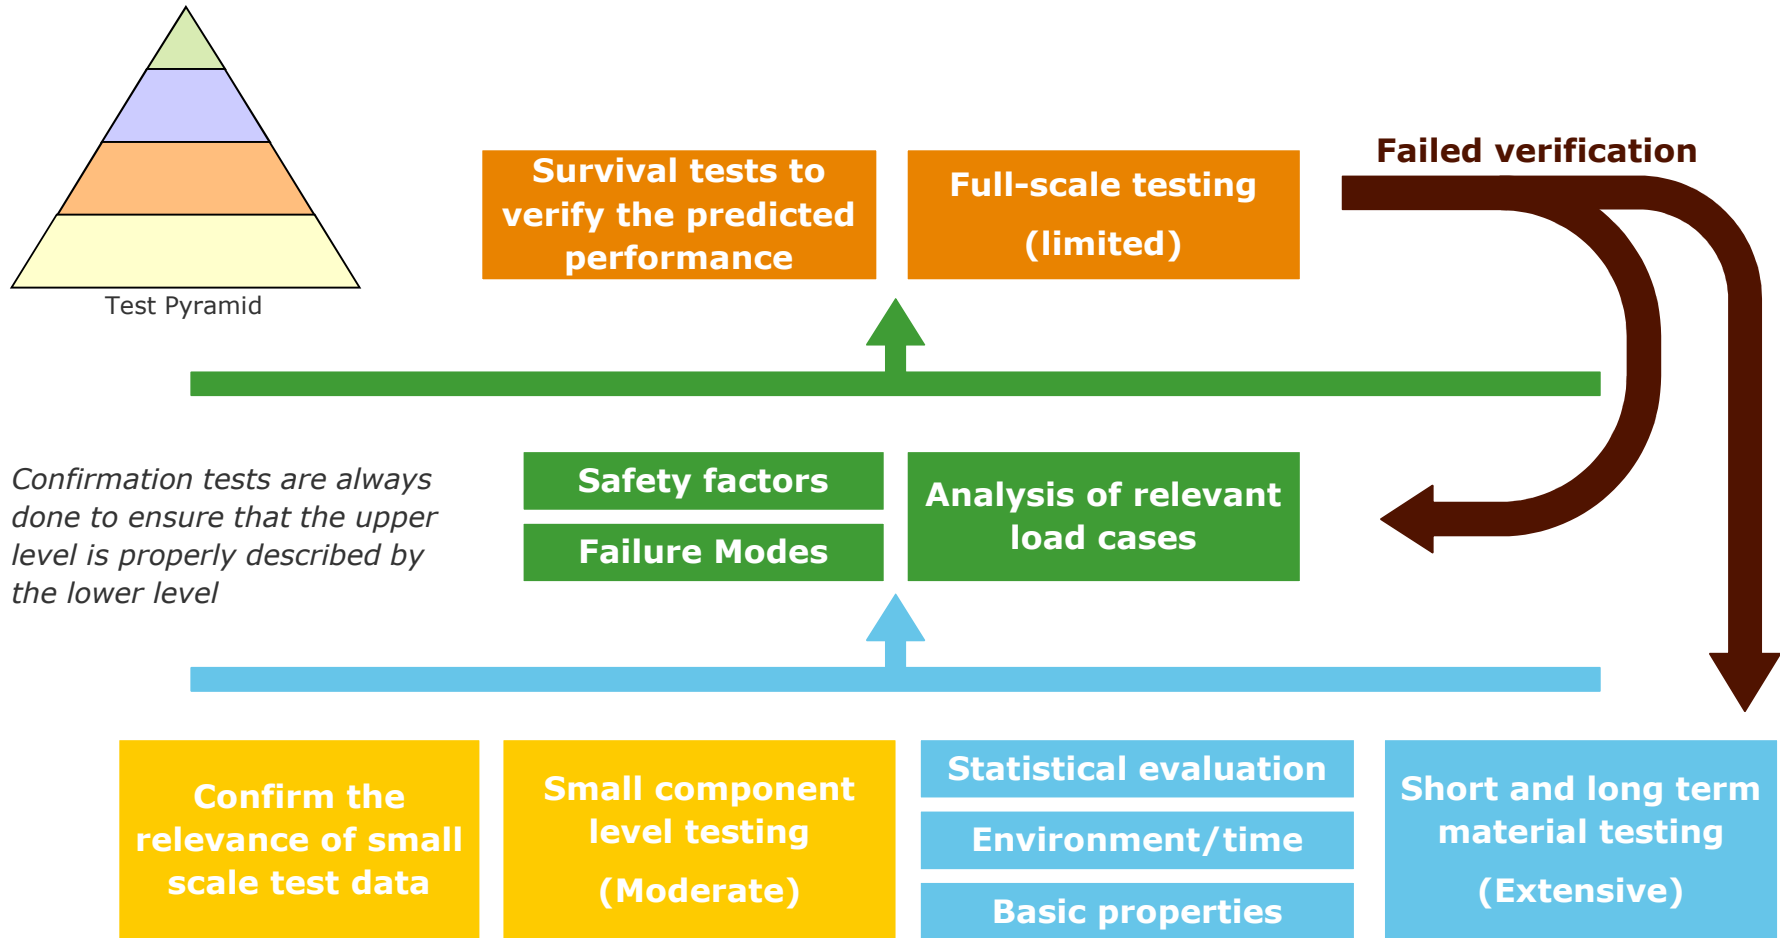 Test Pyramid
Survival tests to
verify the predicted
performance
Full-scale testing
(limited)
Failed verification
Confirmation tests are always
done to ensure that the upper
level is properly described by
the lower level
Safety factors
Failure Modes
Analysis of relevant
load cases
Confirm the
relevance of small
scale test data
Small component
level testing
(Moderate)
Statistical evaluation
Environment/time
Basic properties
Short and long term
material testing
(Extensive)